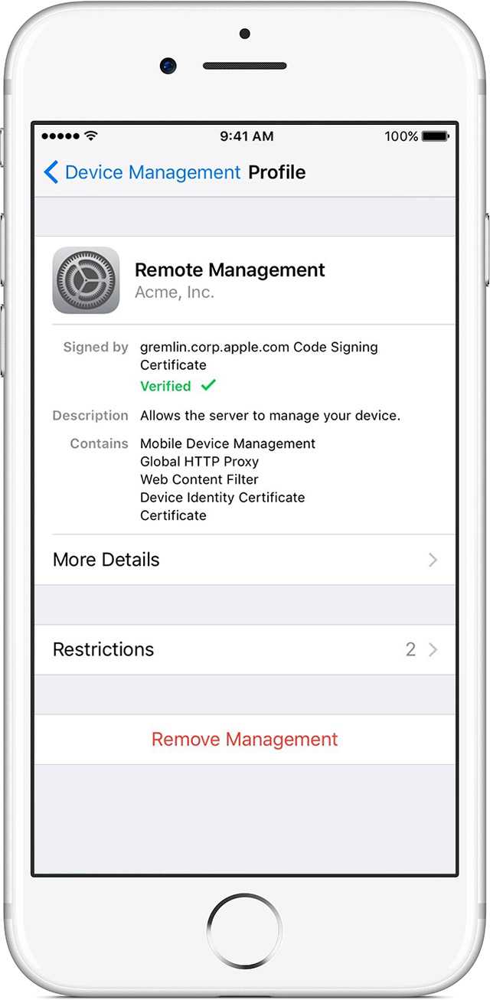 9:41 AM 100%
Device Management Profile
Remote Management
Acme, Inc.
Signed by gremlin.corp.apple.com Code Signing
Certificate
Verified
Description Allows the server to manage your device.
Contains Mobile Device Management
Global HTTP Proxy
Web Content Filter
Device Identity Certificate
Certificate
More Details
Restrictions 2
Remove Management